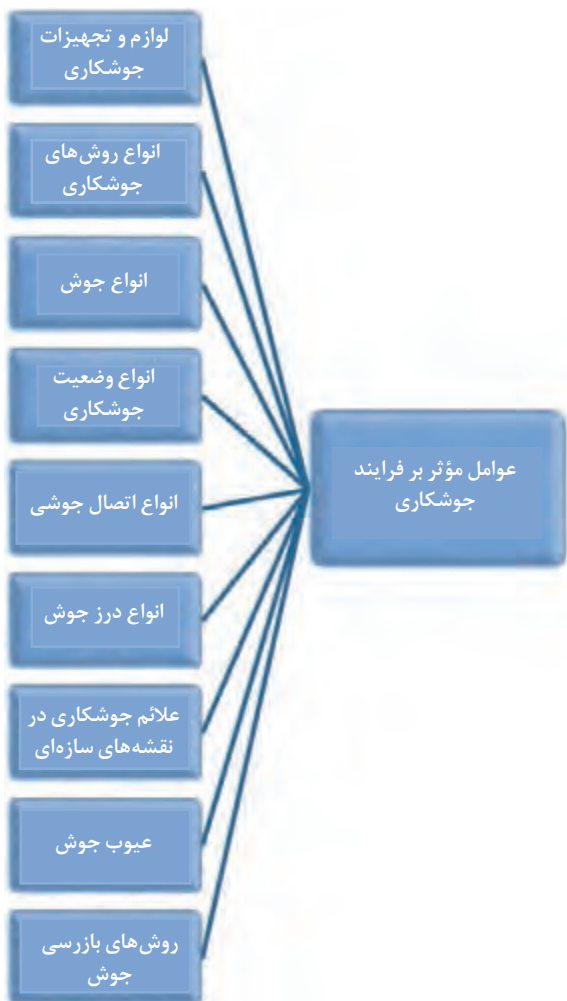 لوازم و تجهیزات
جوشکاری
انواع روش‌های
جوشکاری
انواع جوش
انواع وضعیت
جوشکاری
عوامل مؤثر بر فرایند
جوشکاری
انواع اتصال جوشی
انواع درز جوش
علائم جوشکاری در
نقشه‌های سازه‌ای
عیوب جوش
روش‌های بازرسی
جوش